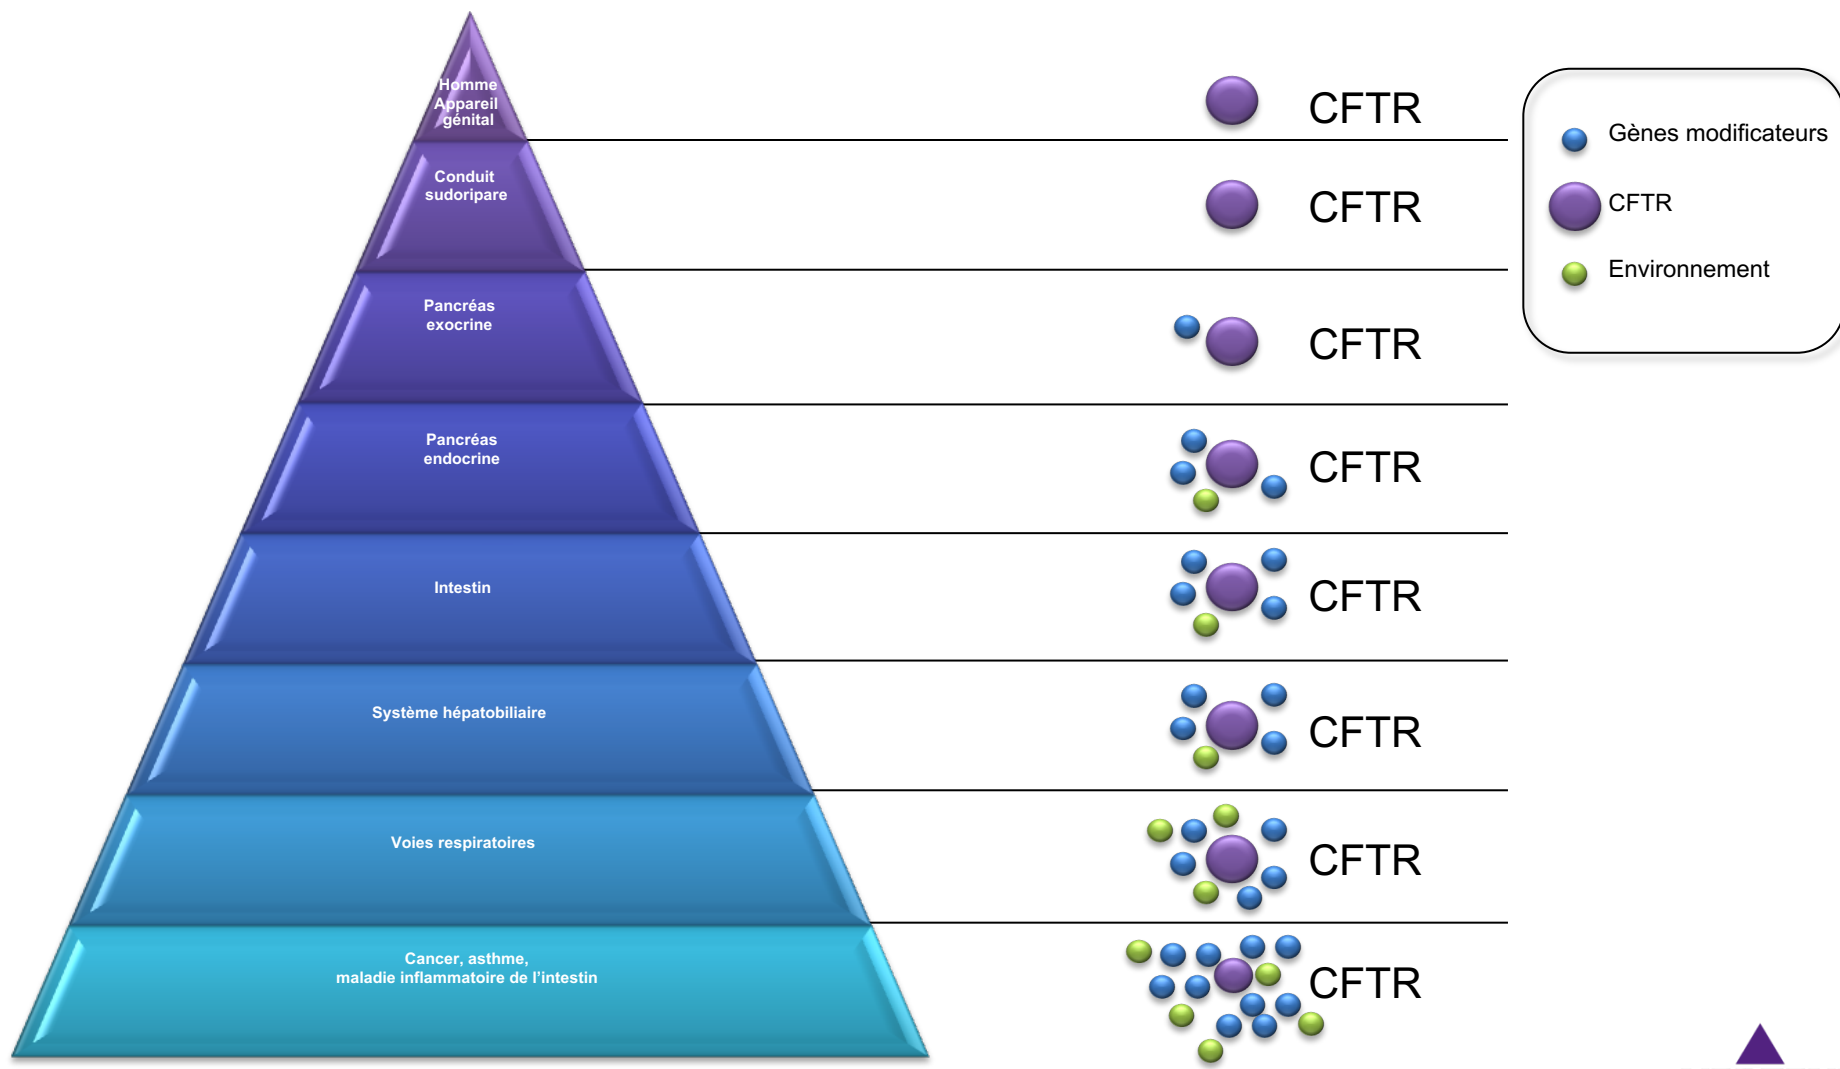 Homme
Appareil
génital
CFTR
Conduit
sudoripare
CFTR
Pancréas
exocrine
CFTR
Pancréas
endocrine
CFTR
Intestin
CFTR
Système hépatobiliaire
CFTR
Voies respiratoires
CFTR
Cancer, asthme,
maladie inflammatoire de l’intestin
CFTR
Gènes modificateurs
CFTR
Environnement